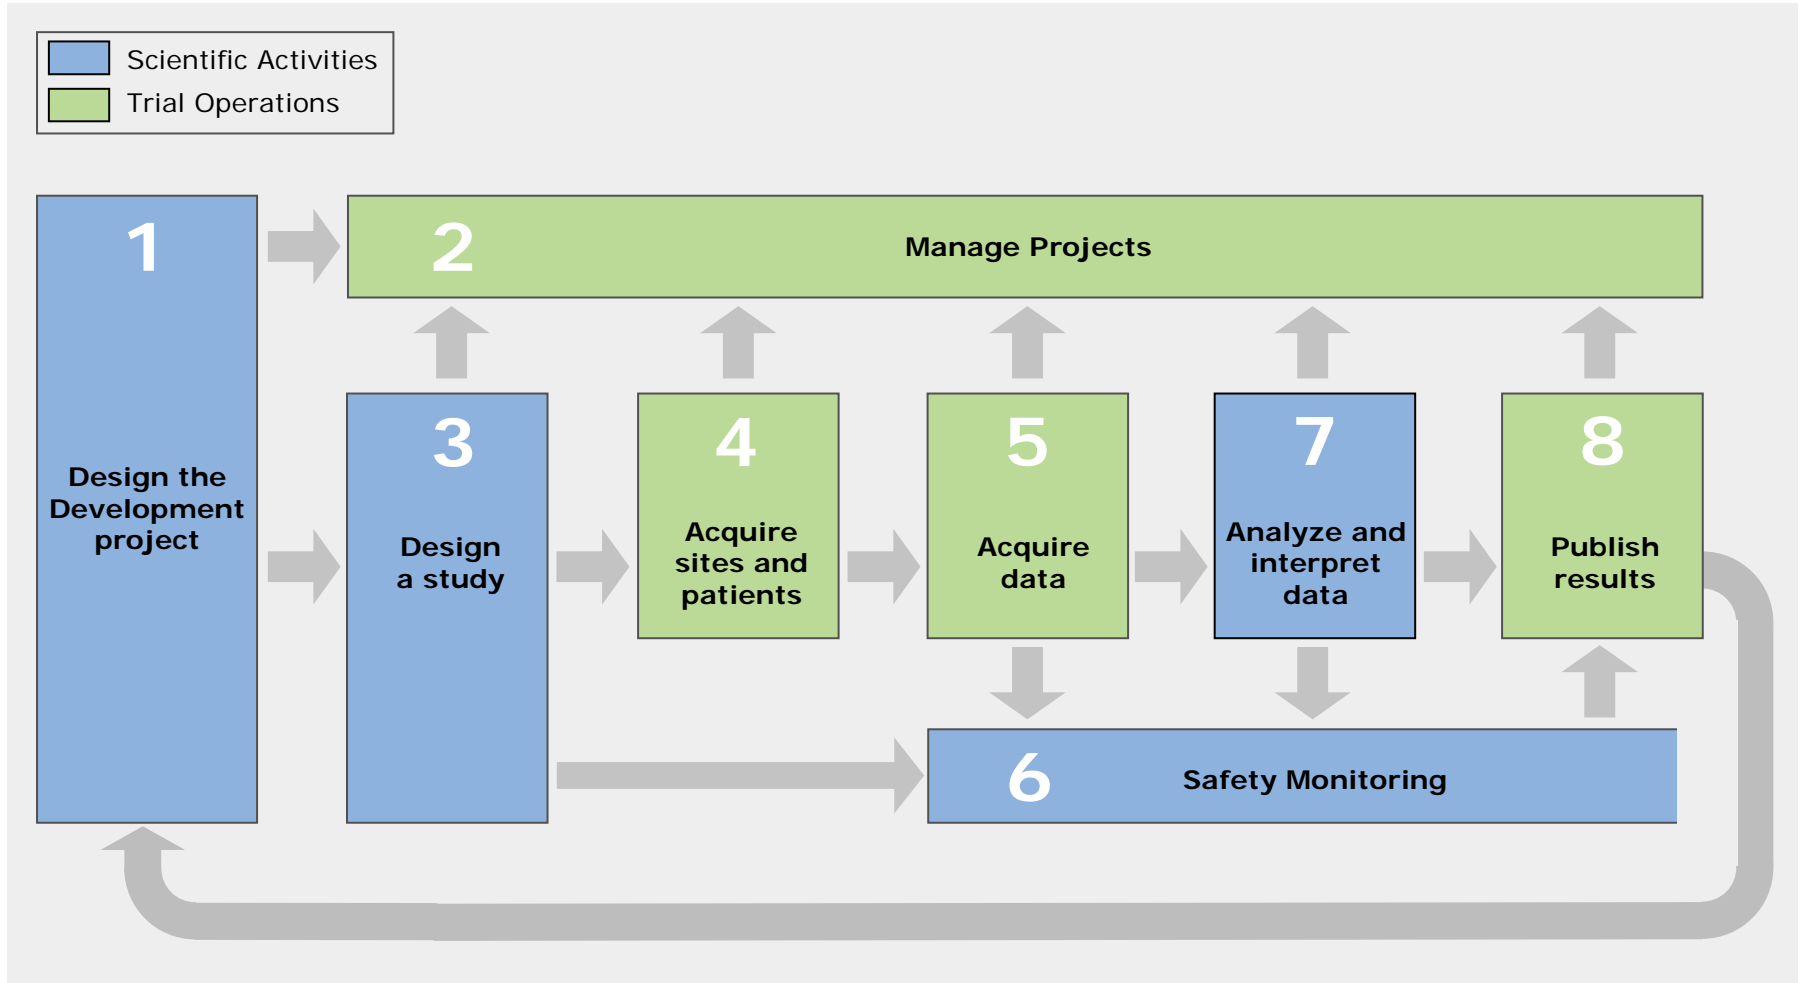 Scientific Activities
Trial Operations
1
Design the
Development
project
2
Manage Projects
3
Design
a study
4
Acquire
sites and
patients
5
Acquire
data
7
Analyze and
interpret
data
8
Publish
results
6
Safety Monitoring